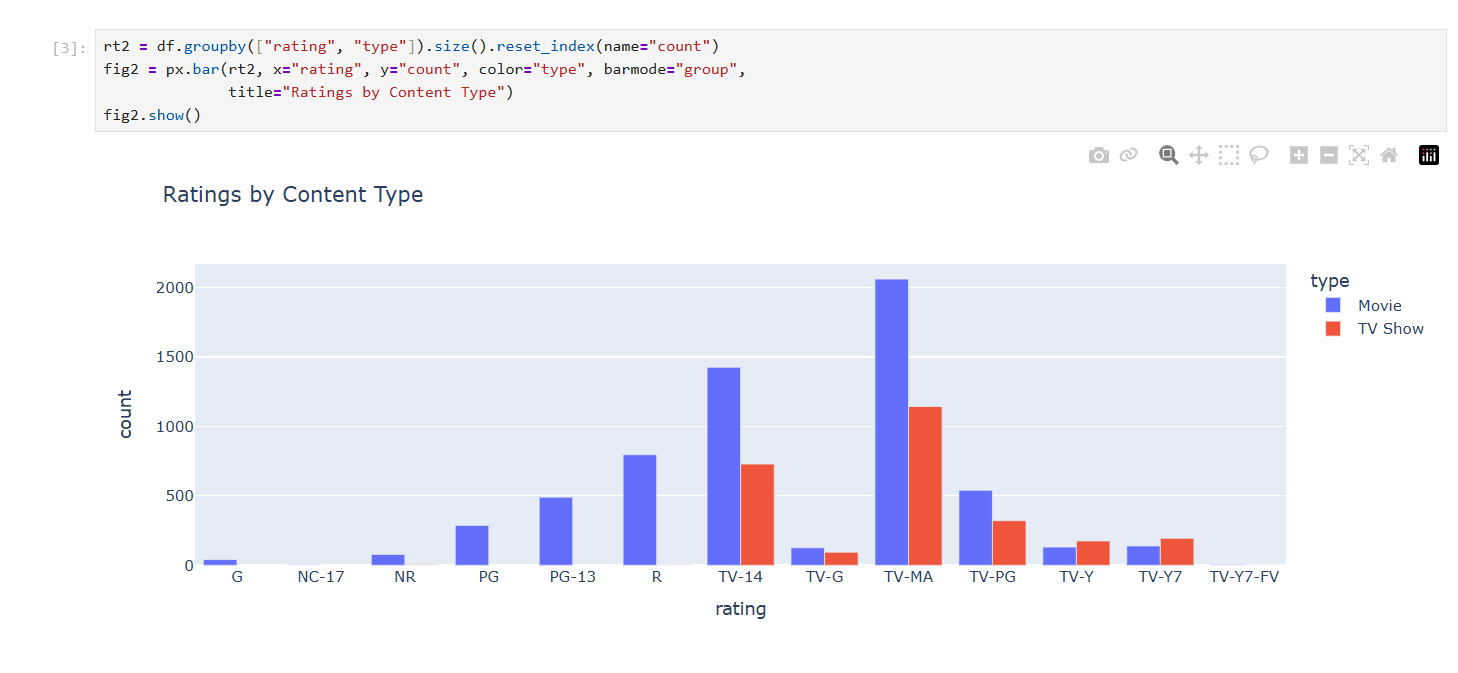 [3]:
rt2 = df.groupby(["rating", "type"]).size().reset_index(name="count")
fig2 = px.bar(rt2, x="rating", y="count", color="type", barmode="group",
             title="Ratings by Content Type")
fig2.show()
Ratings by Content Type
type
Movie
TV Show
count
2000
1500
1000
500
0
G NC-17 NR PG PG-13 R TV-14 TV-G TV-MA TV-PG TV-Y TV-Y7 TV-Y7-FV
rating